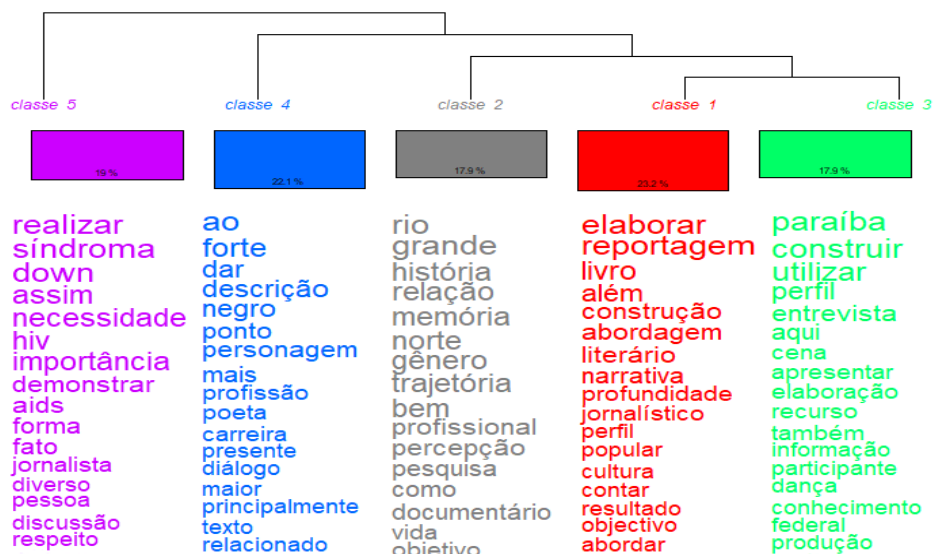 classe 5
classe 4
classe 2
classe 1
classe 3
19 %
22.1 %
17.9 %
23.2 %
17.9 %
realizar
síndroma
down
assim
necessidade
hiv
importância
demonstrar
aids
forma
fato
jornalista
diverso
pessoa
discussão
respeito
ao
forte
dar
descrição
negro
ponto
personagem
mais
profissão
poeta
carreira
presente
diálogo
maior
principalmente
texto
relacionado
rio
grande
história
relação
memória
norte
gênero
trajetória
bem
profissional
percepção
pesquisa
como
documentário
vida
objetivo
elaborar
reportagem
livro
além
construção
abordagem
literário
narrativa
profundidade
jornalístico
perfil
popular
cultura
contar
resultado
objectivo
abordar
paraíba
construir
utilizar
perfil
entrevista
aqui
cena
apresentar
elaboração
recurso
também
informação
participante
dança
conhecimento
federal
produção